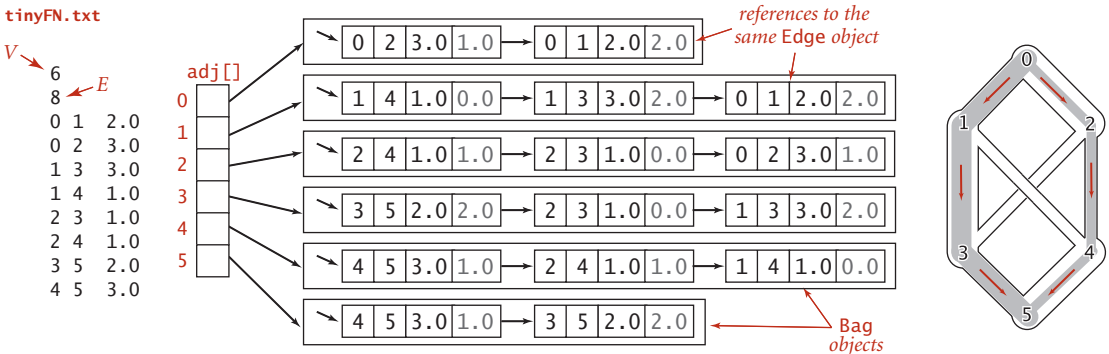 tinyFN.txt
V
6
E
8
0 1 2.0
0 2 3.0
1 3 3.0
1 4 1.0
2 3 1.0
2 4 1.0
3 5 2.0
4 5 3.0
adj[]
0
1
2
3
4
5
0 2 3.0 1.0 0 1 2.0 2.0
1 4 1.0 0.0 1 3 3.0 2.0 0 1 2.0 2.0
2 4 1.0 1.0 2 3 1.0 0.0 0 2 3.0 1.0
3 5 2.0 2.0 2 3 1.0 0.0 1 3 3.0 2.0
4 5 3.0 1.0 2 4 1.0 1.0 1 4 1.0 0.0
4 5 3.0 1.0 3 5 2.0 2.0
references to the
same Edge object
Bag
objects
0
1 2
3 4
5